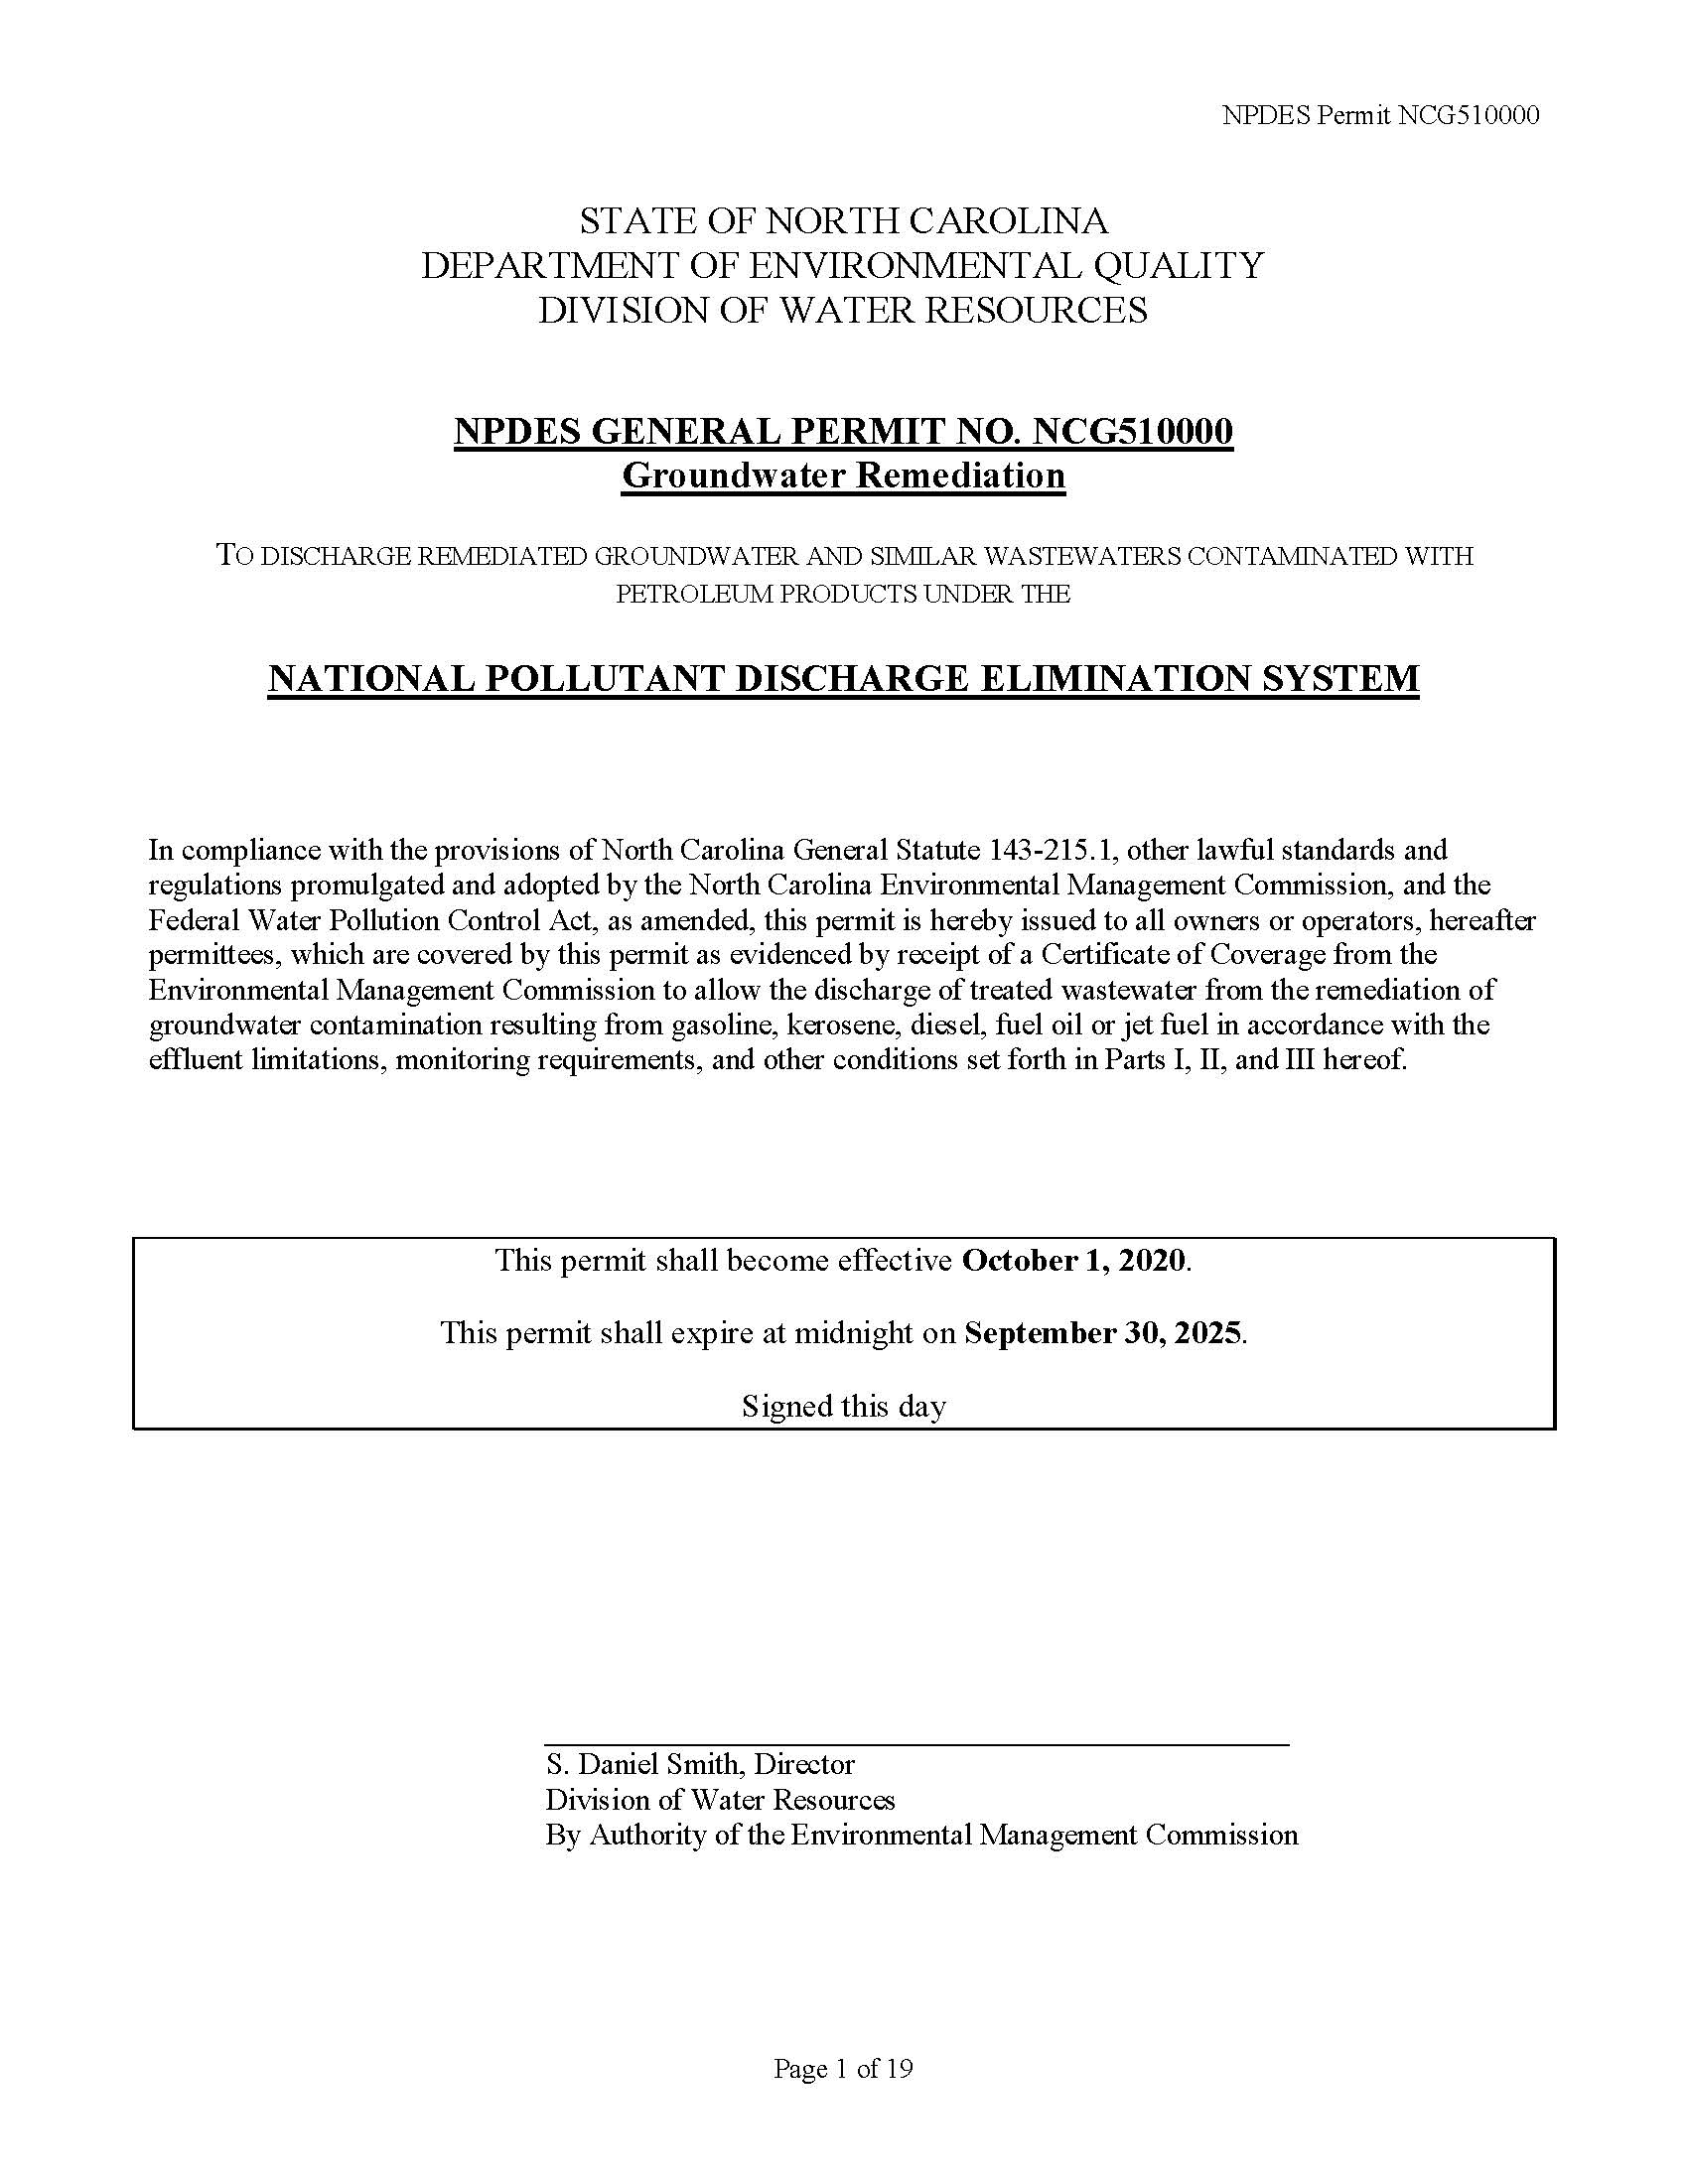 NPDES Permit NCG510000
STATE OF NORTH CAROLINA
DEPARTMENT OF ENVIRONMENTAL QUALITY
DIVISION OF WATER RESOURCES
NPDES GENERAL PERMIT NO. NCG510000
Groundwater Remediation
TO DISCHARGE REMEDIATED GROUNDWATER AND SIMILAR WASTEWATERS CONTAMINATED WITH
PETROLEUM PRODUCTS UNDER THE
NATIONAL POLLUTANT DISCHARGE ELIMINATION SYSTEM
In compliance with the provisions of North Carolina General Statute 143-215.1, other lawful standards and
regulations promulgated and adopted by the North Carolina Environmental Management Commission, and the
Federal Water Pollution Control Act, as amended, this permit is hereby issued to all owners or operators, hereafter
permittees, which are covered by this permit as evidenced by receipt of a Certificate of Coverage from the
Environmental Management Commission to allow the discharge of treated wastewater from the remediation of
groundwater contamination resulting from gasoline, kerosene, diesel, fuel oil or jet fuel in accordance with the
effluent limitations, monitoring requirements, and other conditions set forth in Parts I, II, and III hereof.
This permit shall become effective October 1, 2020.
This permit shall expire at midnight on September 30, 2025.
Signed this day
S. Daniel Smith, Director
Division of Water Resources
By Authority of the Environmental Management Commission
Page 1 of 19